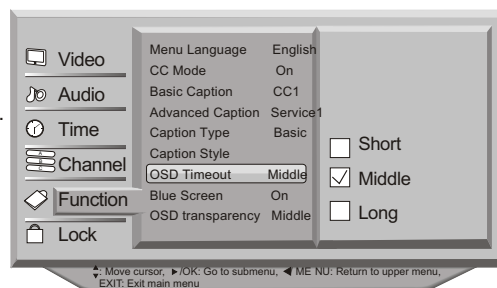 Video
Audio
Time
Channel
Function
Lock
Menu Language English
CC Mode On
Basic Caption CC1
Advanced Caption Service1
Caption Type Basic
Caption Style
OSD Timeout Middle
Blue Screen On
OSD transparency Middle
Short
Middle
Long
: Move cursor, ►/OK: Go to submenu, ◄ ME NU: Return to upper menu,
EXIT: Exit main menu